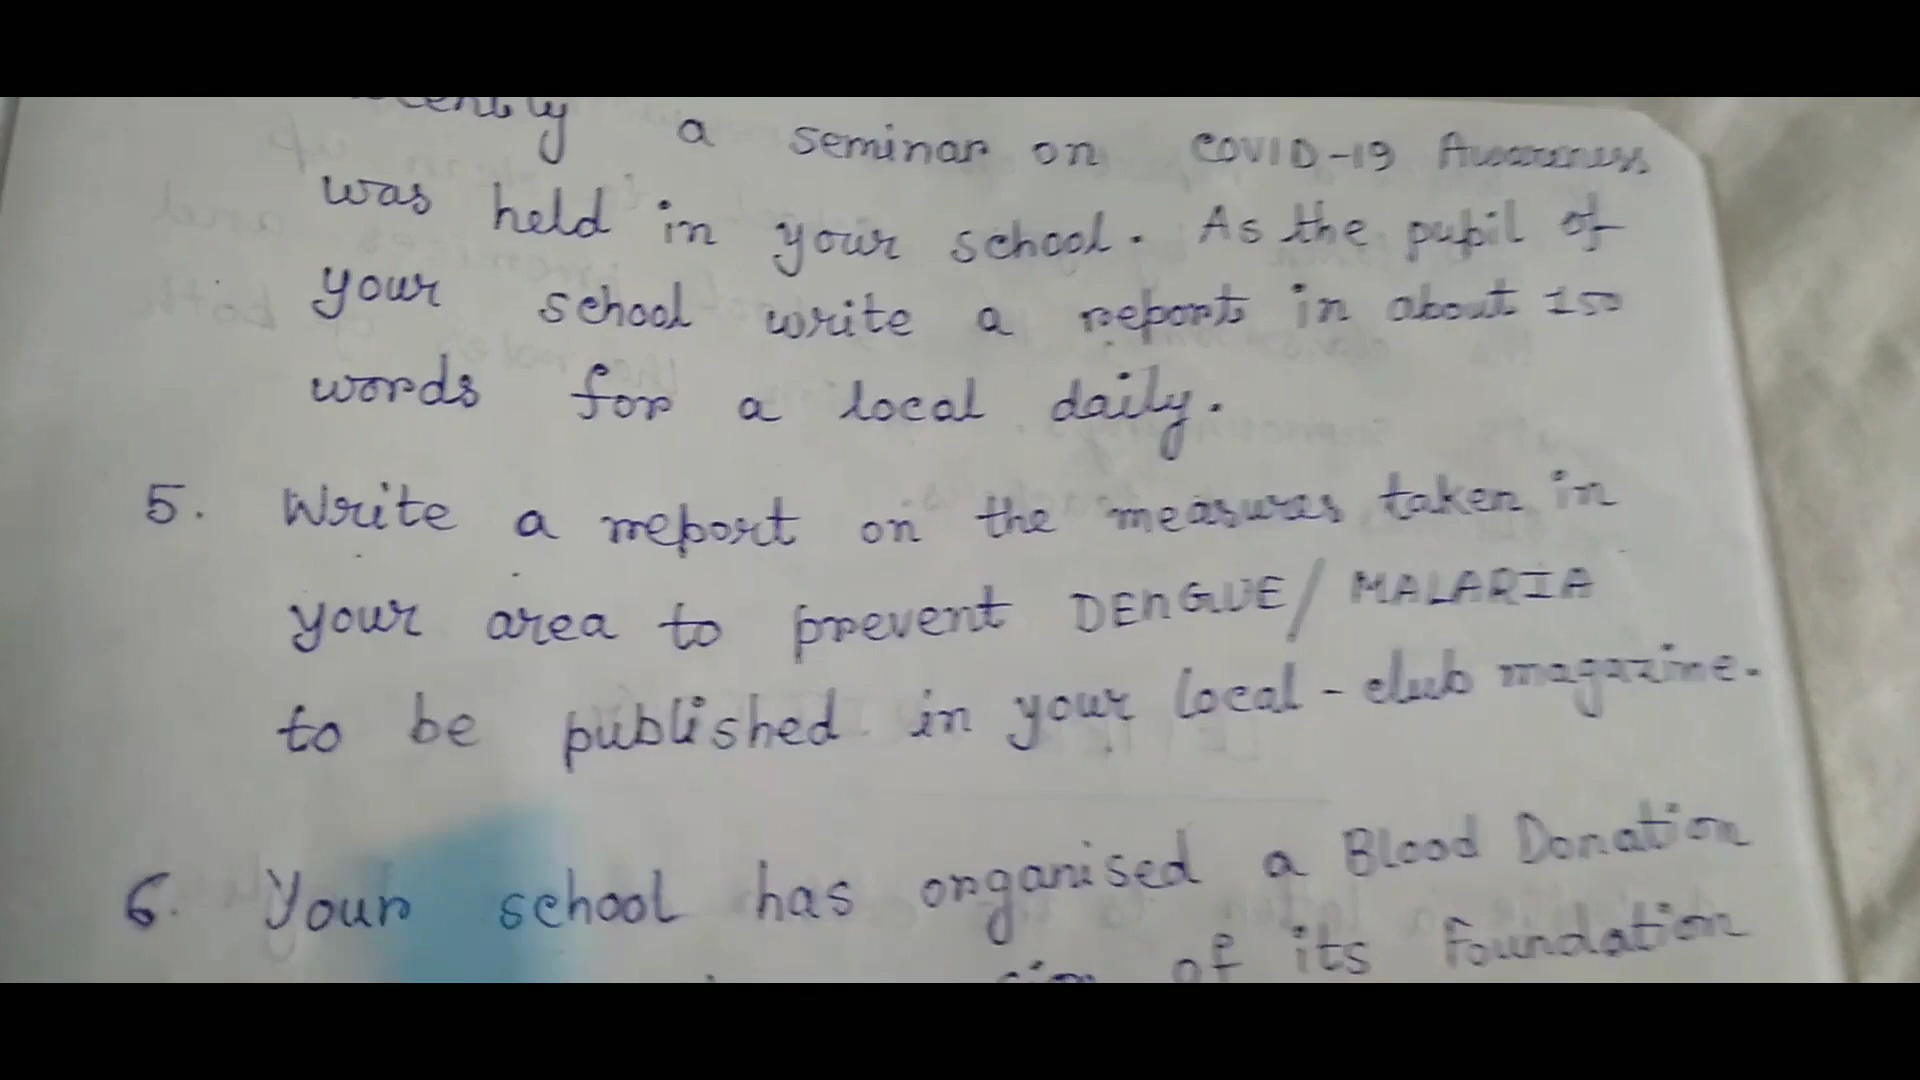 a seminar on COVID-19 Awareness
was held in your school. As the pupil of
your school write a report in about 150
words for a local daily.
5. Write a report on the measures taken in
your area to prevent DENGUE/MALARIA
to be published in your local-club magazine.
6. Your school has organised a Blood Donation
of its Foundation